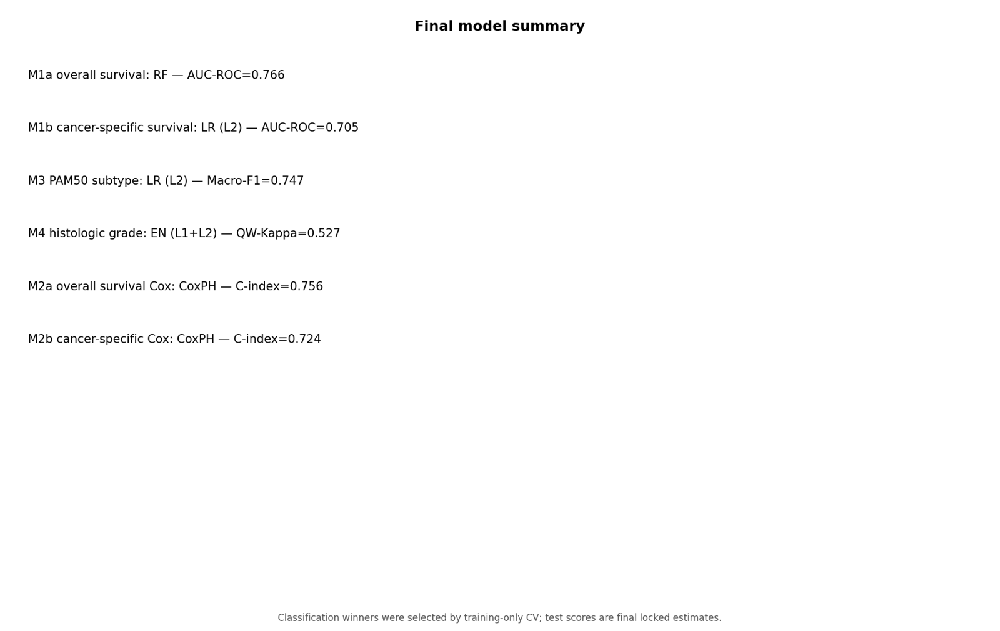 Final model summary
M1a overall survival: RF — AUC-ROC=0.766
M1b cancer-specific survival: LR (L2) — AUC-ROC=0.705
M3 PAM50 subtype: LR (L2) — Macro-F1=0.747
M4 histologic grade: EN (L1+L2) — QW-Kappa=0.527
M2a overall survival Cox: CoxPH — C-index=0.756
M2b cancer-specific Cox: CoxPH — C-index=0.724
Classification winners were selected by training-only CV; test scores are final locked estimates.